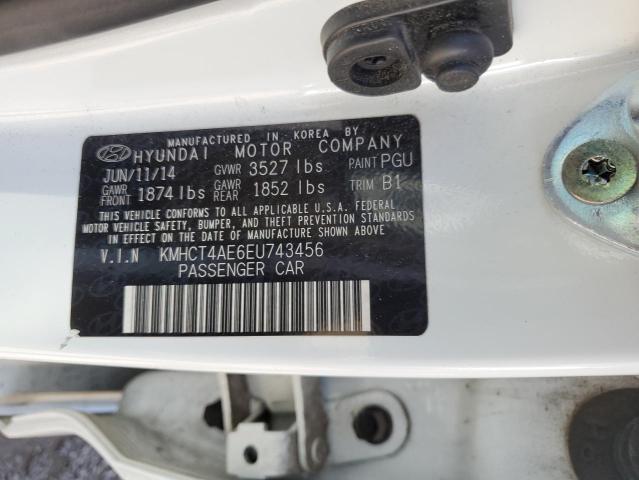 MANUFACTURED IN KOREA BY
HYUNDAI MOTOR COMPANY
JUN/11/14 GVWR 3527 lbs PAINT PGU
GAWR FRONT 1874 lbs GAWR REAR 1852 lbs TRIM B1
THIS VEHICLE CONFORMS TO ALL APPLICABLE U.S.A. FEDERAL
MOTOR VEHICLE SAFETY, BUMPER, AND THEFT PREVENTION STANDARDS
IN EFFECT ON THE DATE OF MANUFACTURE SHOWN ABOVE.
V.I.N KMHCT4AE6EU743456
PASSENGER CAR